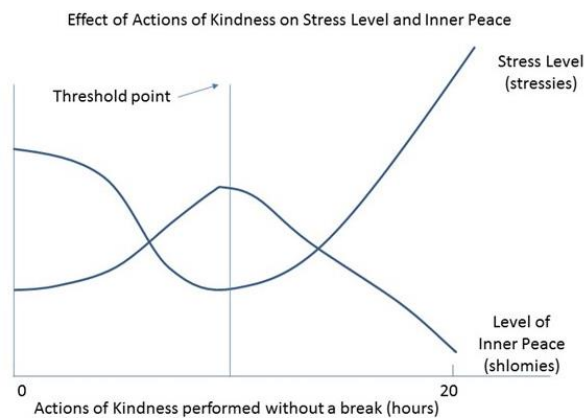 Effect of Actions of Kindness on Stress Level and Inner Peace
Stress Level
(stressies)
Threshold point
Level of
Inner Peace
(shlomies)
0
20
Actions of Kindness performed without a break (hours)